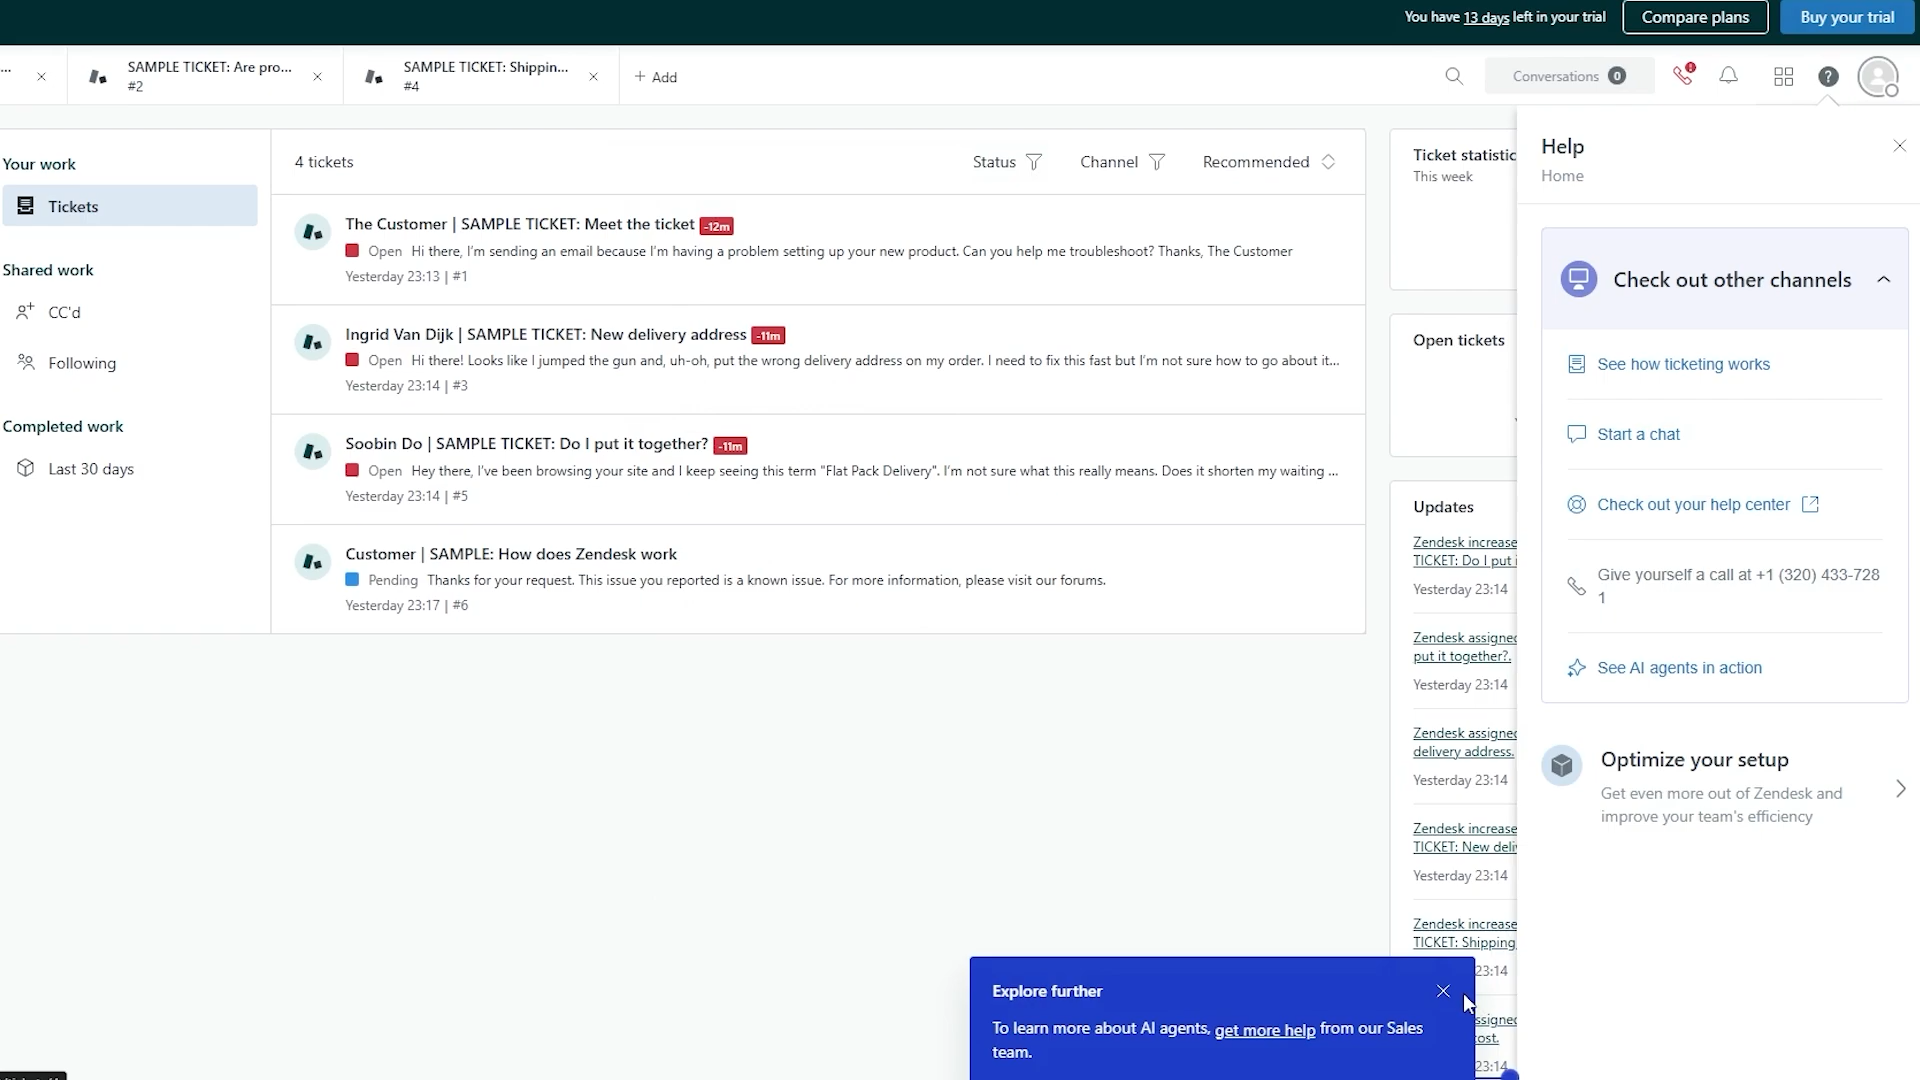 You have 13 days left in your trial
Compare plans
Buy your trial
...
SAMPLE TICKET: Are pro...
#2
SAMPLE TICKET: Shippin...
#4
+ Add
Conversations 0
Your work
Tickets
Shared work
CC'd
Following
Completed work
Last 30 days
4 tickets
Status
Channel
Recommended
The Customer | SAMPLE TICKET: Meet the ticket -12m
Open Hi there, I'm sending an email because I'm having a problem setting up your new product. Can you help me troubleshoot? Thanks, The Customer
Yesterday 23:13 | #1
Ingrid Van Dijk | SAMPLE TICKET: New delivery address -11m
Open Hi there! Looks like I jumped the gun and, uh-oh, put the wrong delivery address on my order. I need to fix this fast but I'm not sure how to go about it...
Yesterday 23:14 | #3
Soobin Do | SAMPLE TICKET: Do I put it together? -11m
Open Hey there, I've been browsing your site and I keep seeing this term "Flat Pack Delivery". I'm not sure what this really means. Does it shorten my waiting ...
Yesterday 23:14 | #5
Customer | SAMPLE: How does Zendesk work
Pending Thanks for your request. This issue you reported is a known issue. For more information, please visit our forums.
Yesterday 23:17 | #6
Ticket statistic
This week
Open tickets
Updates
Zendesk increase
TICKET: Do I put i
Yesterday 23:14
Zendesk assigned
put it together?.
Yesterday 23:14
Zendesk assigned
delivery address.
Yesterday 23:14
Zendesk increase
TICKET: New deli
Yesterday 23:14
Zendesk increase
TICKET: Shipping
23:14
ssigned
ost.
23:14
Help
Home
Check out other channels
See how ticketing works
Start a chat
Check out your help center
Give yourself a call at +1 (320) 433-728
1
See AI agents in action
Optimize your setup
Get even more out of Zendesk and
improve your team's efficiency
Explore further
To learn more about AI agents, get more help from our Sales
team.